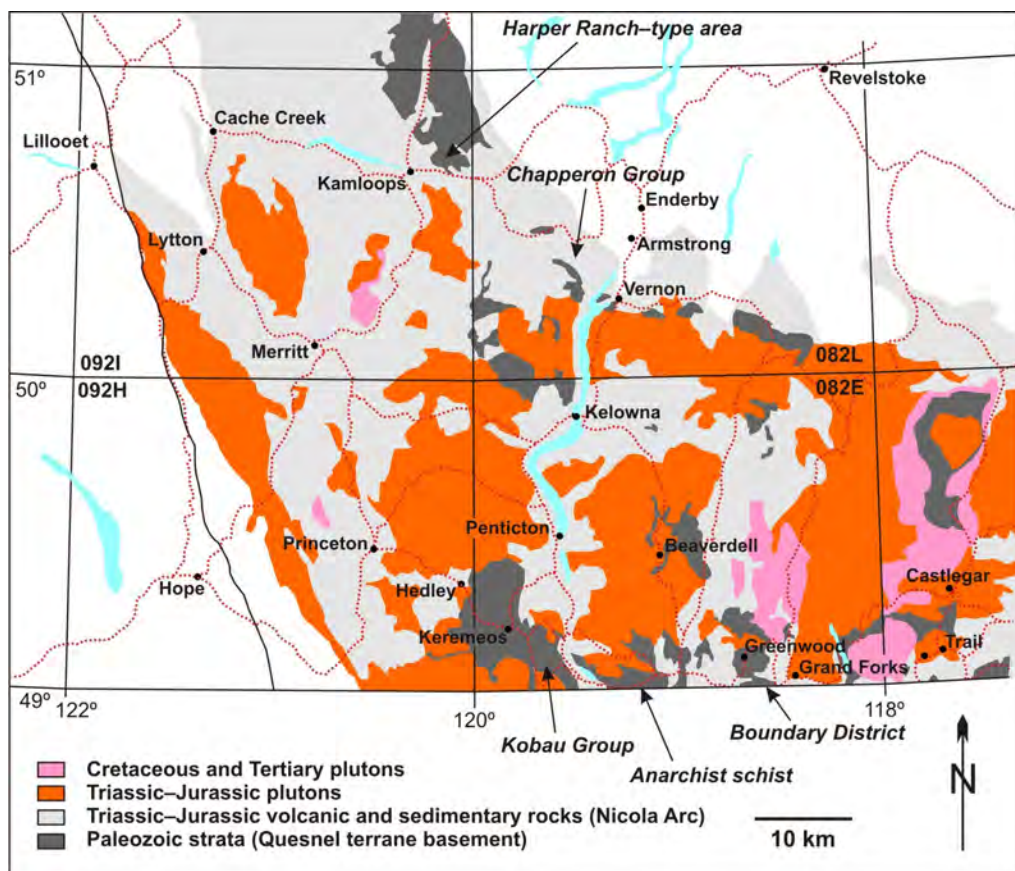 Harper Ranch–type area
51º
Revelstoke
Cache Creek
Lillooet
Kamloops
Chapperon Group
Enderby
Armstrong
Lytton
Vernon
Merritt
092I
082L
50º
092H
082E
Kelowna
Penticton
Princeton
Beaverdell
Hope
Hedley
Castlegar
Keremeos
Greenwood
Trail
Grand Forks
49º
122º
120º
118º
Kobau Group
Boundary District
Anarchist schist
N
Cretaceous and Tertiary plutons
Triassic–Jurassic plutons
Triassic–Jurassic volcanic and sedimentary rocks (Nicola Arc)
Paleozoic strata (Quesnel terrane basement)
10 km